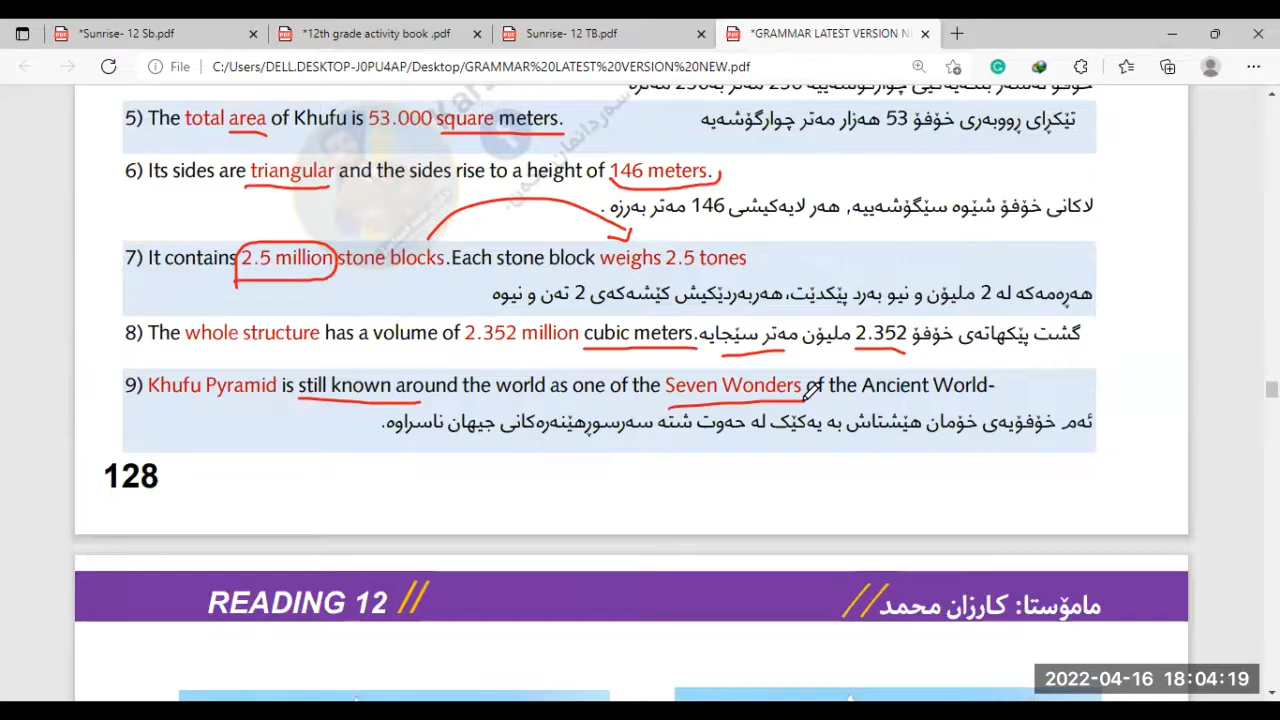 *Sunrise- 12 Sb.pdf
*12th grade activity book .pdf
Sunrise- 12 TB.pdf
*GRAMMAR LATEST VERSION N
File C:/Users/DELL.DESKTOP-J0PU4AP/Desktop/GRAMMAR%20LATEST%20VERSION%20NEW.pdf
5) The total area of Khufu is 53.000 square meters.
تێکڕای ڕووبەری خۆفۆ 53 هەزار مەتر چوارگۆشەیە
6) Its sides are triangular and the sides rise to a height of 146 meters.
لاکانی خۆفۆ شێوە سێگۆشەییە, هەر لایەکیشی 146 مەتر بەرزە .
7) It contains 2.5 million stone blocks.Each stone block weighs 2.5 tones
هەڕەمەکە لە 2 ملیۆن و نیو بەرد پێکدێت، هەربەردێکیش کێشەکەی 2 تەن و نیوە
8) The whole structure has a volume of 2.352 million cubic meters. گشت پێکهاتەی خۆفۆ 2.352 ملیۆن مەتر سێجایە
9) Khufu Pyramid is still known around the world as one of the Seven Wonders of the Ancient World-
ئەم خۆفۆیەی خۆمان هێشتاش بە یەکێک لە حەوت شتە سەرسوڕهێنەرەکانی جیهان ناسراوە.
128
READING 12 // // مامۆستا: کارزان محمد
2022-04-16 18:04:19